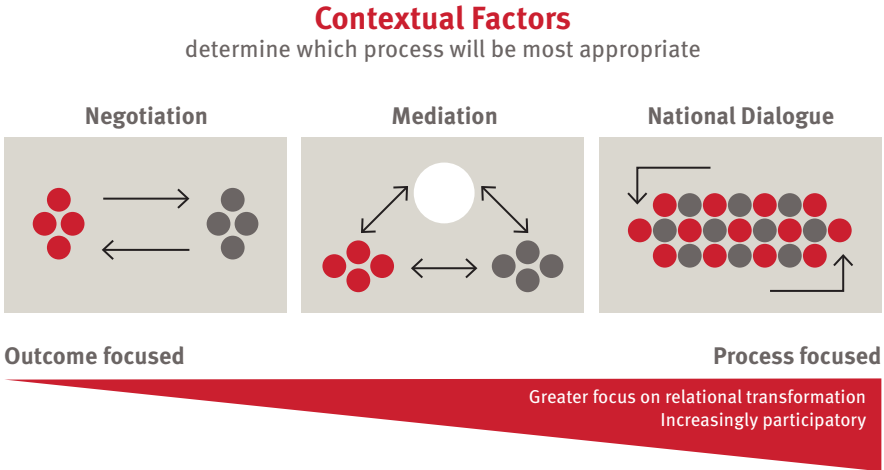 Contextual Factors
determine which process will be most appropriate
Negotiation
Mediation
National Dialogue
Outcome focused
Process focused
Greater focus on relational transformation
Increasingly participatory